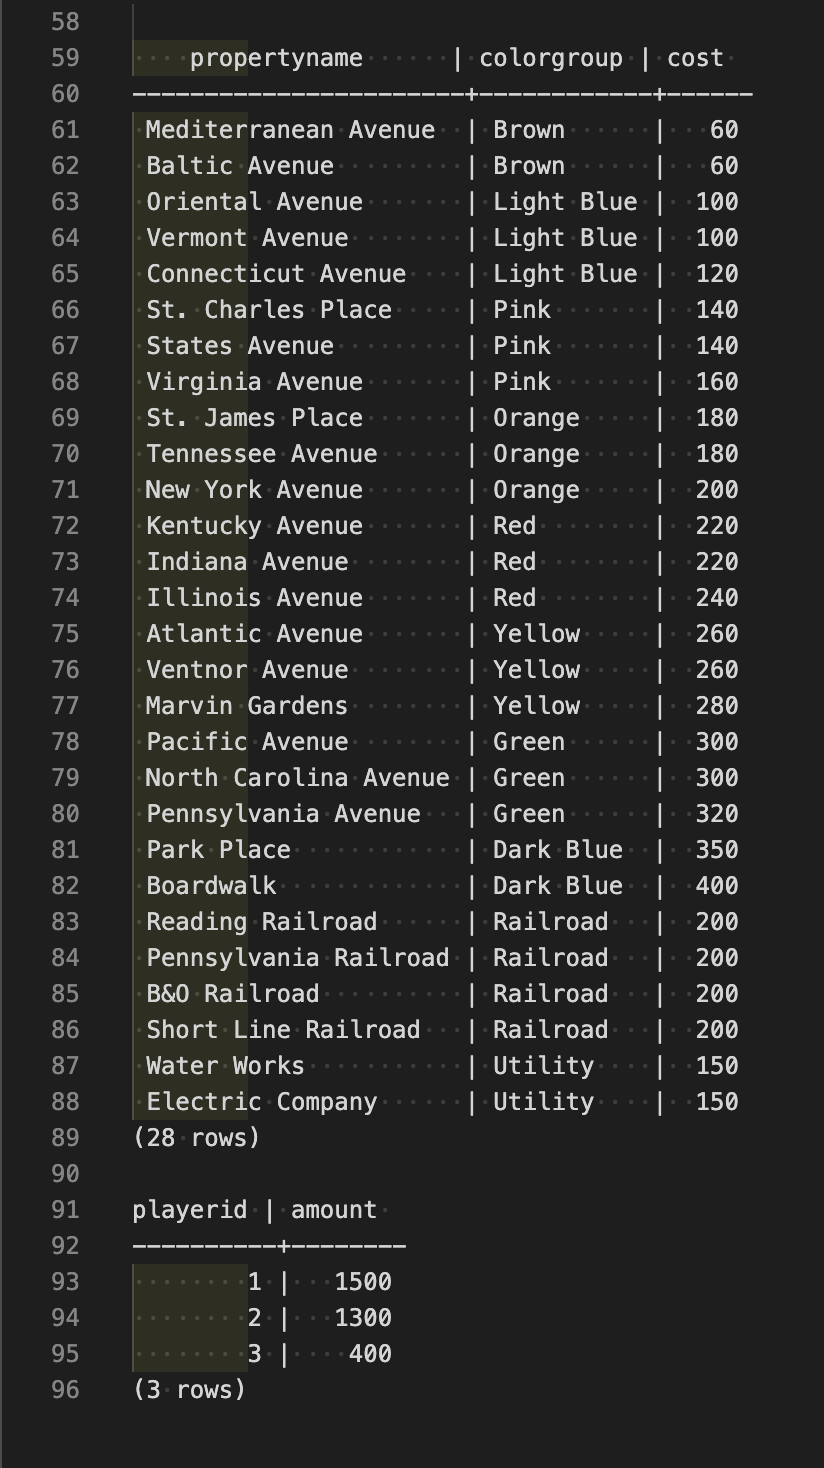 58
59     propertyname      | colorgroup | cost
60 -----------------------+------------+------
61  Mediterranean Avenue  | Brown      |   60
62  Baltic Avenue         | Brown      |   60
63  Oriental Avenue       | Light Blue |  100
64  Vermont Avenue        | Light Blue |  100
65  Connecticut Avenue    | Light Blue |  120
66  St. Charles Place     | Pink       |  140
67  States Avenue         | Pink       |  140
68  Virginia Avenue       | Pink       |  160
69  St. James Place       | Orange     |  180
70  Tennessee Avenue      | Orange     |  180
71  New York Avenue       | Orange     |  200
72  Kentucky Avenue       | Red        |  220
73  Indiana Avenue        | Red        |  220
74  Illinois Avenue       | Red        |  240
75  Atlantic Avenue       | Yellow     |  260
76  Ventnor Avenue        | Yellow     |  260
77  Marvin Gardens        | Yellow     |  280
78  Pacific Avenue        | Green      |  300
79  North Carolina Avenue | Green      |  300
80  Pennsylvania Avenue   | Green      |  320
81  Park Place            | Dark Blue  |  350
82  Boardwalk             | Dark Blue  |  400
83  Reading Railroad      | Railroad   |  200
84  Pennsylvania Railroad | Railroad   |  200
85  B&O Railroad          | Railroad   |  200
86  Short Line Railroad   | Railroad   |  200
87  Water Works           | Utility    |  150
88  Electric Company      | Utility    |  150
89 (28 rows)
90
91 playerid | amount
92 ----------+--------
93         1 |   1500
94         2 |   1300
95         3 |    400
96 (3 rows)